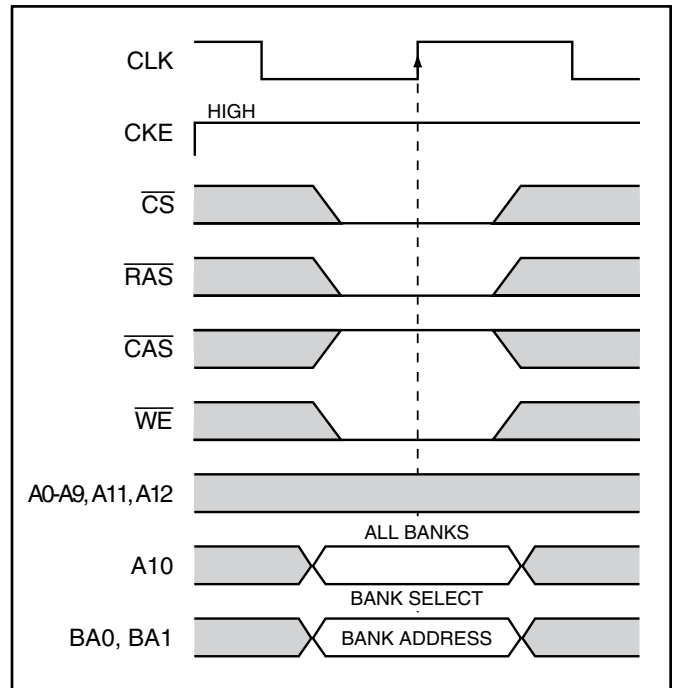 CLK
HIGH
CKE
CS
RAS
CAS
WE
A0-A9, A11, A12
ALL BANKS
A10
BANK SELECT
BA0, BA1 BANK ADDRESS